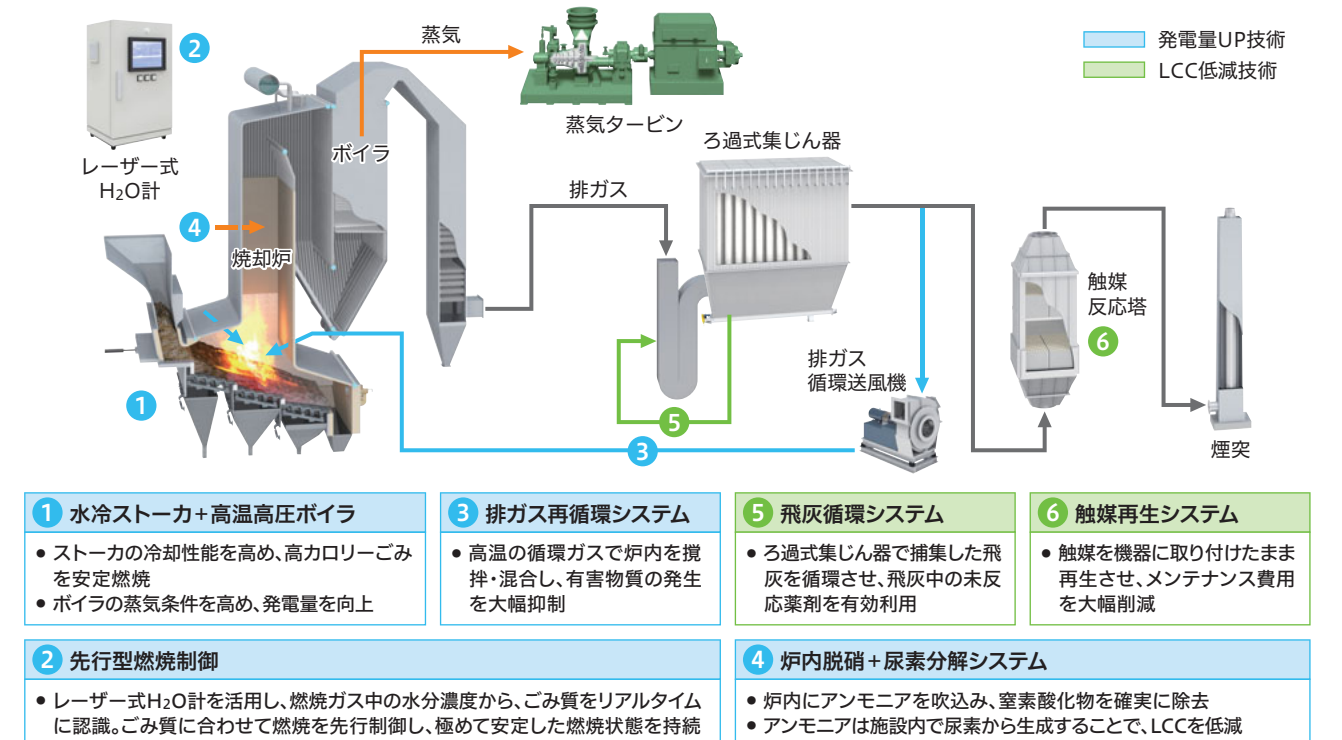 2
レーザー式
H₂O計
蒸気
蒸気タービン
発電量UP技術
LCC低減技術
ボイラ
ろ過式集じん器
排ガス
4
焼却炉
触媒
反応塔
6
排ガス
循環送風機
1
5
3
煙突
1 水冷ストーカ+高温高圧ボイラ
● ストーカの冷却性能を高め、高カロリーごみ
を安定燃焼
● ボイラの蒸気条件を高め、発電量を向上
3 排ガス再循環システム
● 高温の循環ガスで炉内を撹
拌・混合し、有害物質の発生
を大幅抑制
5 飛灰循環システム
● ろ過式集じん器で捕集した飛
灰を循環させ、飛灰中の未反
応薬剤を有効利用
6 触媒再生システム
● 触媒を機器に取り付けたまま
再生させ、メンテナンス費用
を大幅削減
2 先行型燃焼制御
● レーザー式H₂O計を活用し、燃焼ガス中の水分濃度から、ごみ質をリアルタイム
に認識。ごみ質に合わせて燃焼を先行制御し、極めて安定した燃焼状態を持続
4 炉内脱硝+尿素分解システム
● 炉内にアンモニアを吹込み、窒素酸化物を確実に除去
● アンモニアは施設内で尿素から生成することで、LCCを低減